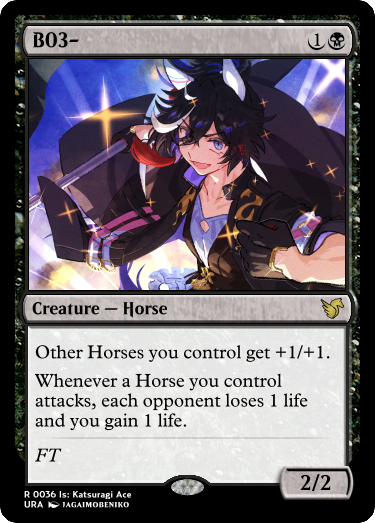 BO3-
1
Creature — Horse
Other Horses you control get +1/+1.
Whenever a Horse you control
attacks, each opponent loses 1 life
and you gain 1 life.
FT
2/2
R 0036 Is: Katsuragi Ace
URA JAGAIMOBENIKO